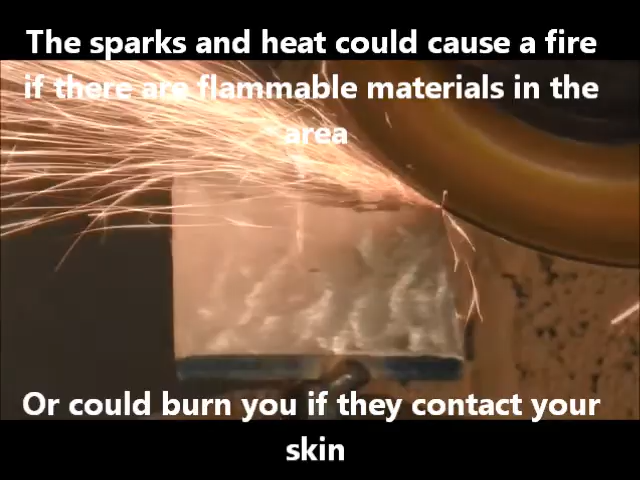 The sparks and heat could cause a fire
if there are flammable materials in the
area
Or could burn you if they contact your
skin